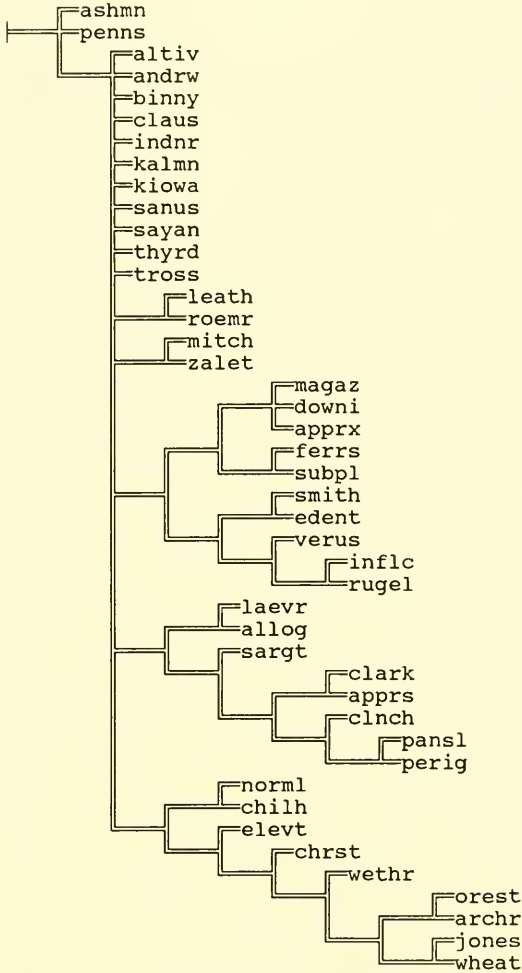 ashmn
penns
altiv
andrw
binny
claus
indnr
kalmn
kiowa
sanus
sayan
thyrd
tross
leath
roemr
mitch
zalet
magaz
downi
apprx
ferrs
subpl
smith
edent
verus
inflc
rugel
laevr
allog
sargt
clark
apprs
clnch
pansl
perig
norml
chilh
elevt
chrst
wethr
orest
archr
jones
wheat